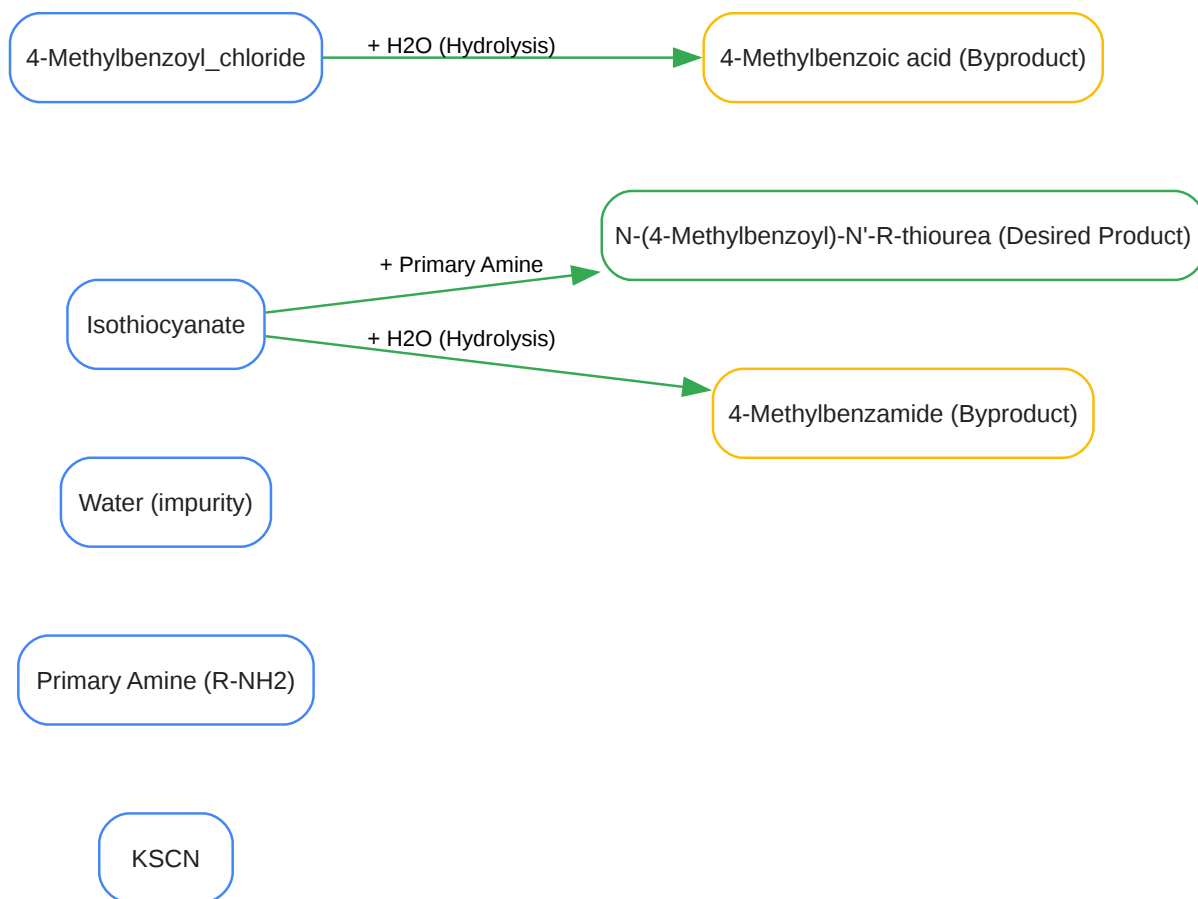 4-Methylbenzoyl_chloride
+ H2O (Hydrolysis)
4-Methylbenzoic acid (Byproduct)
N-(4-Methylbenzoyl)-N'-R-thiourea (Desired Product)
+ Primary Amine
Isothiocyanate
+ H2O (Hydrolysis)
4-Methylbenzamide (Byproduct)
Water (impurity)
Primary Amine (R-NH2)
KSCN